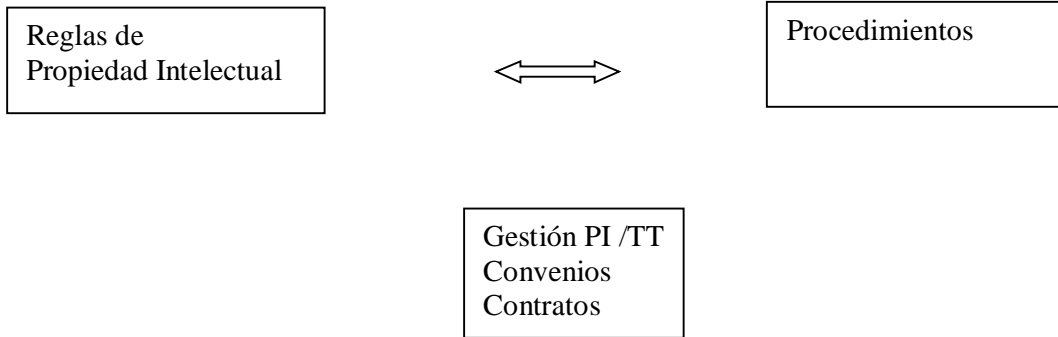 Reglas de
Propiedad Intelectual
Procedimientos
Gestión PI /TT
Convenios
Contratos